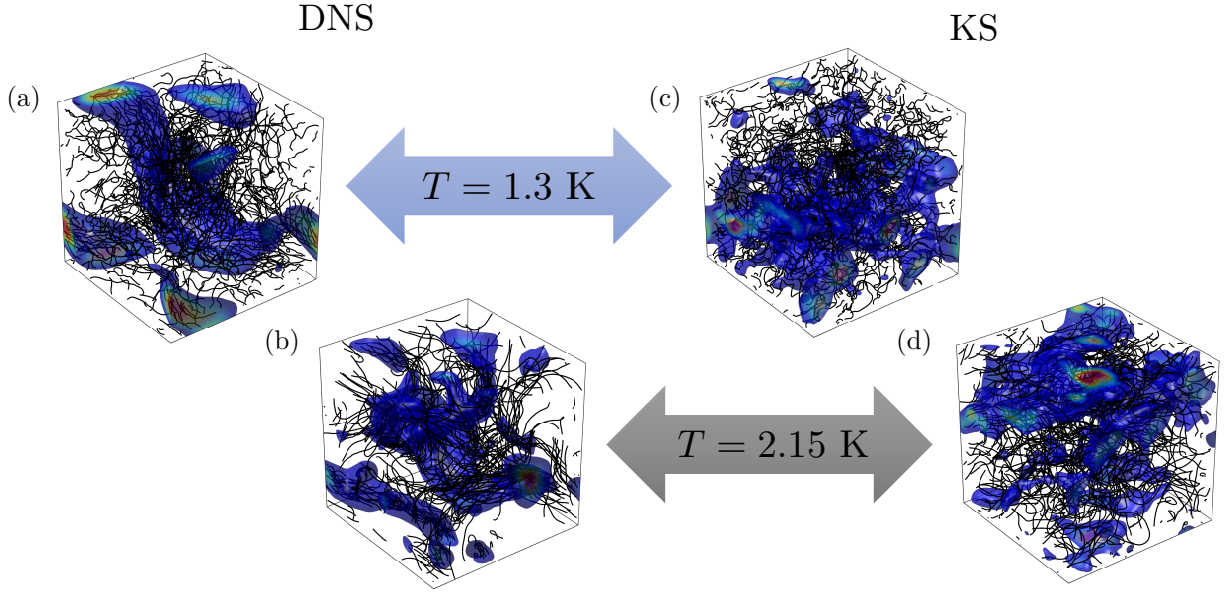 DNS
KS
(a)
(c)
T = 1.3 K
(b)
(d)
T = 2.15 K